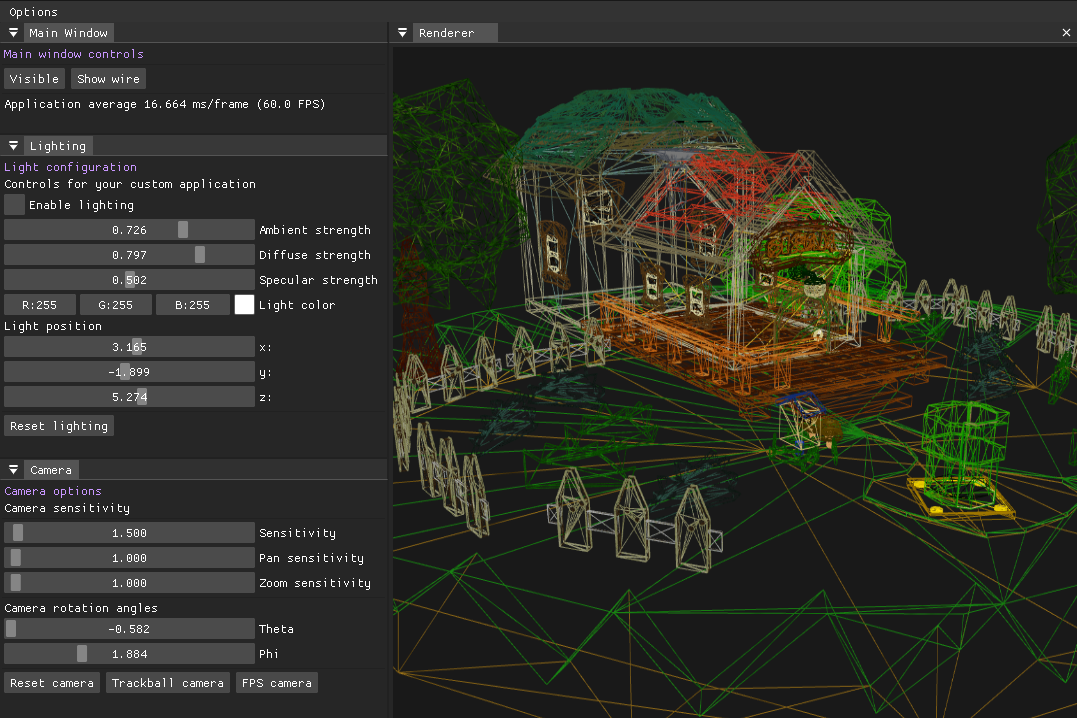 Options
Main Window
Main window controls
Visible Show wire
Application average 16.664 ms/frame (60.0 FPS)
Lighting
Light configuration
Controls for your custom application
Enable lighting
0.726 Ambient strength
0.797 Diffuse strength
0.502 Specular strength
R:255 G:255 B:255 Light color
Light position
3.165 x:
-1.899 y:
5.274 z:
Reset lighting
Camera
Camera options
Camera sensitivity
1.500 Sensitivity
1.000 Pan sensitivity
1.000 Zoom sensitivity
Camera rotation angles
-0.582 Theta
1.884 Phi
Reset camera Trackball camera FPS camera
Renderer